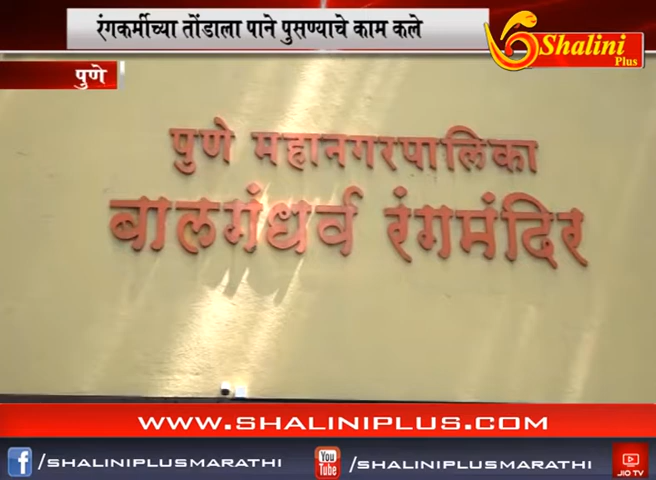 रंगकर्मीच्या तोंडाला पाने पुसण्याचे काम कले
Shalini
Plus
पुणे
पुणे महानगरपालिका
बालगंधर्व रंगमंदिर
WWW.SHALINIPLUS.COM
f /SHALINIPLUSMARATHI
You Tube /SHALINIPLUSMARATHI
JIO TV